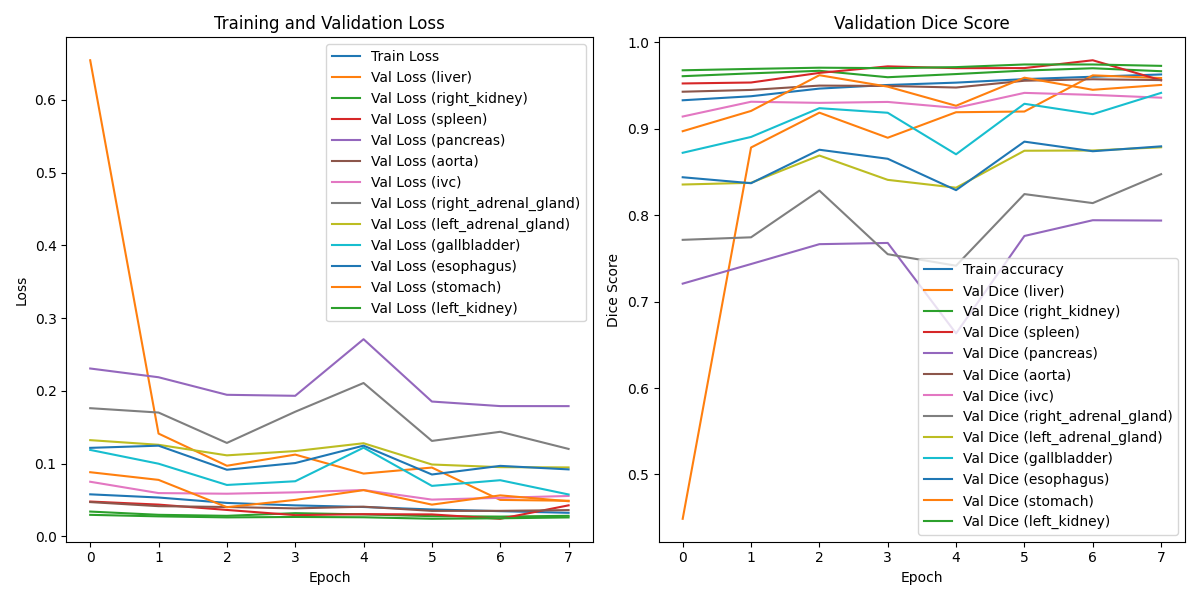 Training and Validation Loss
Loss
0.6
0.5
0.4
0.3
0.2
0.1
0.0
0 1 2 3 4 5 6 7
Epoch
Train Loss
Val Loss (liver)
Val Loss (right_kidney)
Val Loss (spleen)
Val Loss (pancreas)
Val Loss (aorta)
Val Loss (ivc)
Val Loss (right_adrenal_gland)
Val Loss (left_adrenal_gland)
Val Loss (gallbladder)
Val Loss (esophagus)
Val Loss (stomach)
Val Loss (left_kidney)
Validation Dice Score
Dice Score
1.0
0.9
0.8
0.7
0.6
0.5
0 1 2 3 4 5 6 7
Epoch
Train accuracy
Val Dice (liver)
Val Dice (right_kidney)
Val Dice (spleen)
Val Dice (pancreas)
Val Dice (aorta)
Val Dice (ivc)
Val Dice (right_adrenal_gland)
Val Dice (left_adrenal_gland)
Val Dice (gallbladder)
Val Dice (esophagus)
Val Dice (stomach)
Val Dice (left_kidney)